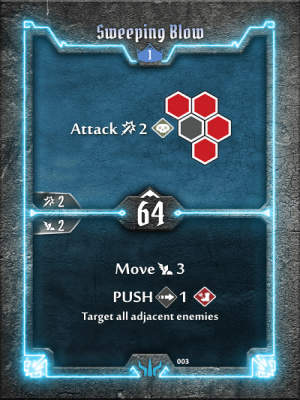 Sweeping Blow
1
Attack 2
2
64
2
Move 3
PUSH 1
Target all adjacent enemies
003